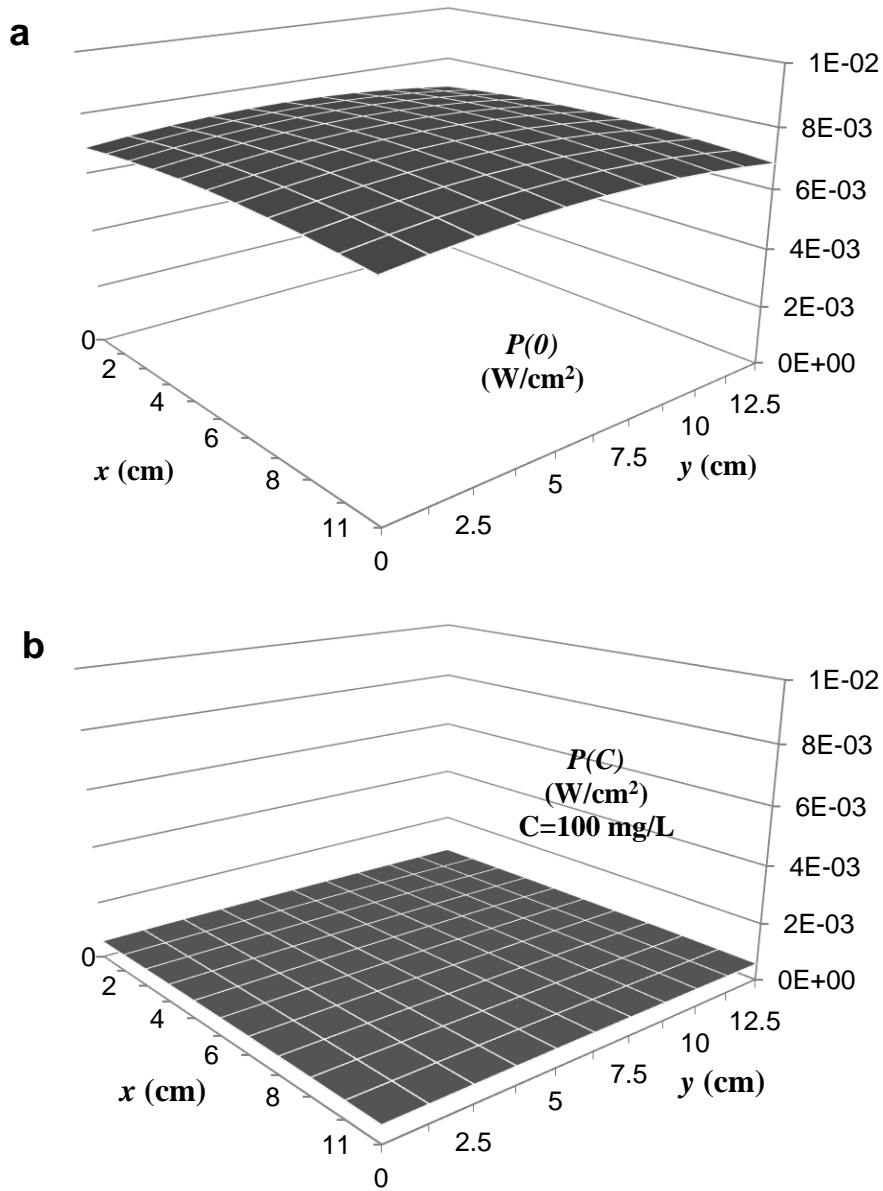 a
1E-02
8E-03
6E-03
4E-03
2E-03
0E+00
P(0)
(W/cm²)
0
2
4
6
8
11
x (cm)
0
2.5
5
7.5
10
12.5
y (cm)
b
1E-02
8E-03
6E-03
4E-03
2E-03
0E+00
P(C)
(W/cm²)
C=100 mg/L
0
2
4
6
8
11
x (cm)
0
2.5
5
7.5
10
12.5
y (cm)